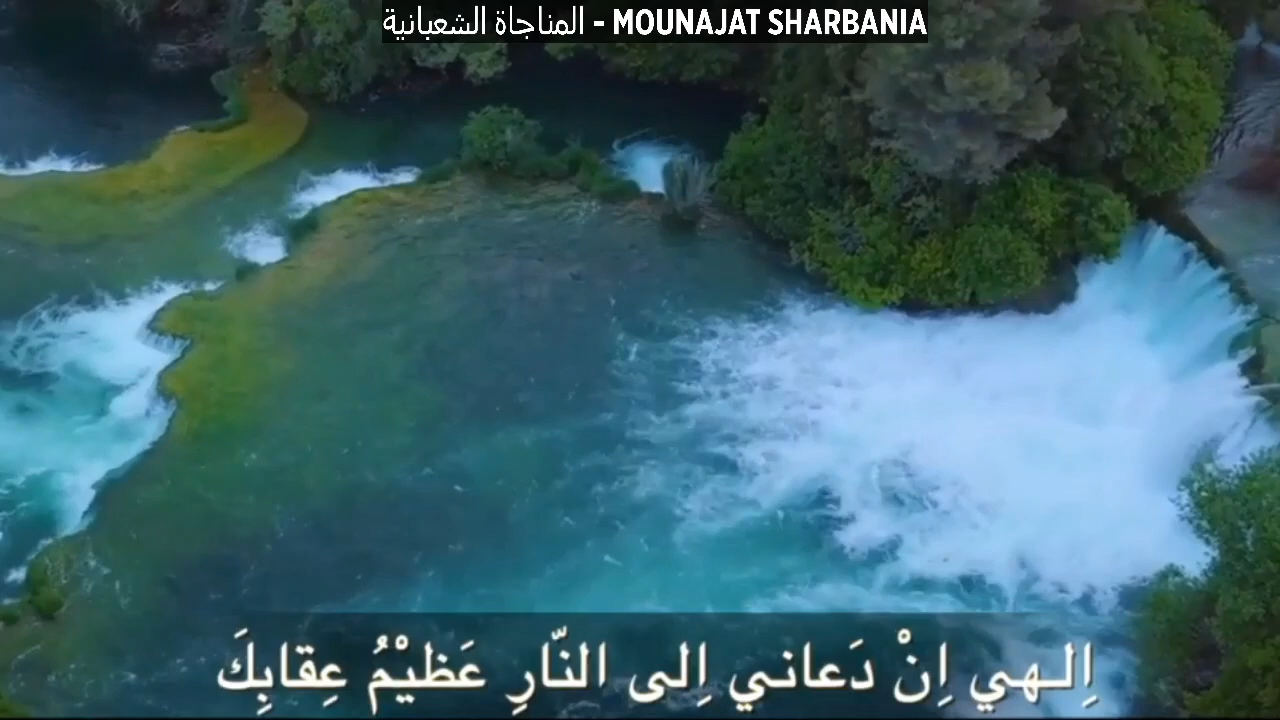 المناجاة الشعبانية - MOUNAJAT SHARBANIA
اِلـهي اِنْ دَعاني اِلى النّارِ عَظيْمُ عِقابِكَ